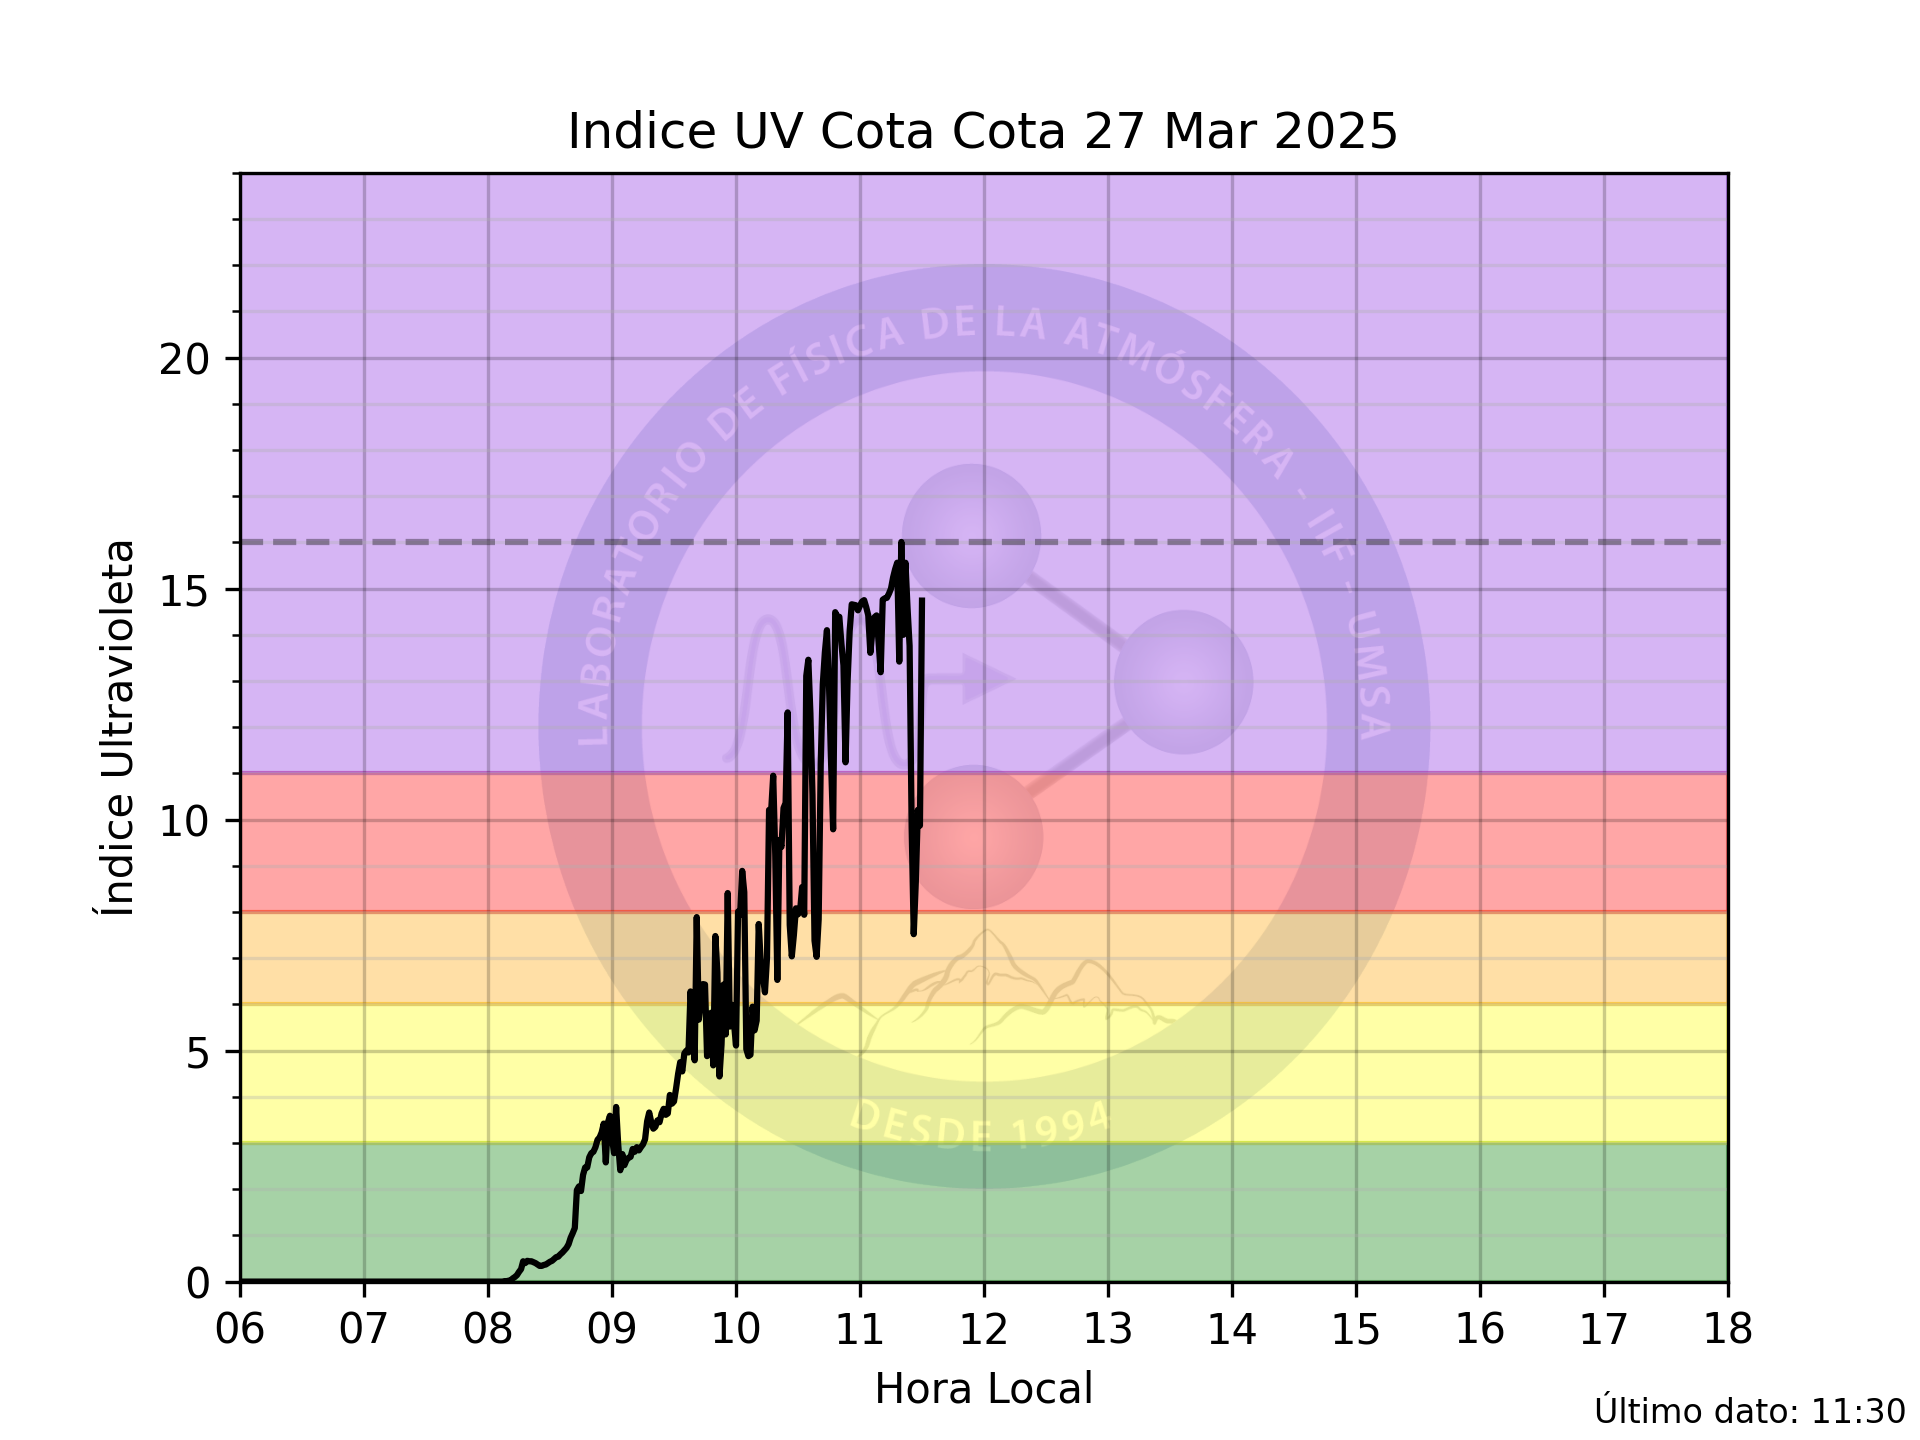 Indice UV Cota Cota 27 Mar 2025
Índice Ultravioleta
20
15
10
5
0
LABORATORIO DE FÍSICA DE LA ATMÓSFERA - IIF - UMSA
DESDE 1994
06 07 08 09 10 11 12 13 14 15 16 17 18
Hora Local
Último dato: 11:30